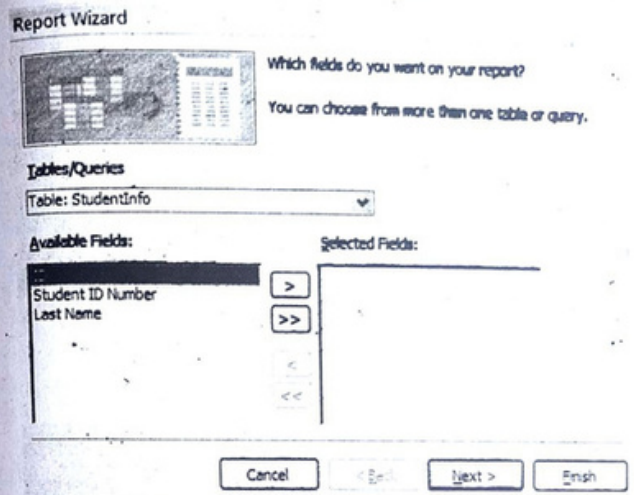 Report Wizard
Which fields do you want on your report?
You can choose from more than one table or query.
Tables/Queries
Table: StudentInfo
Available Fields:
Selected Fields:
Student ID Number
Last Name
>
>>
<
<<
Cancel
< Back
Next >
Finish